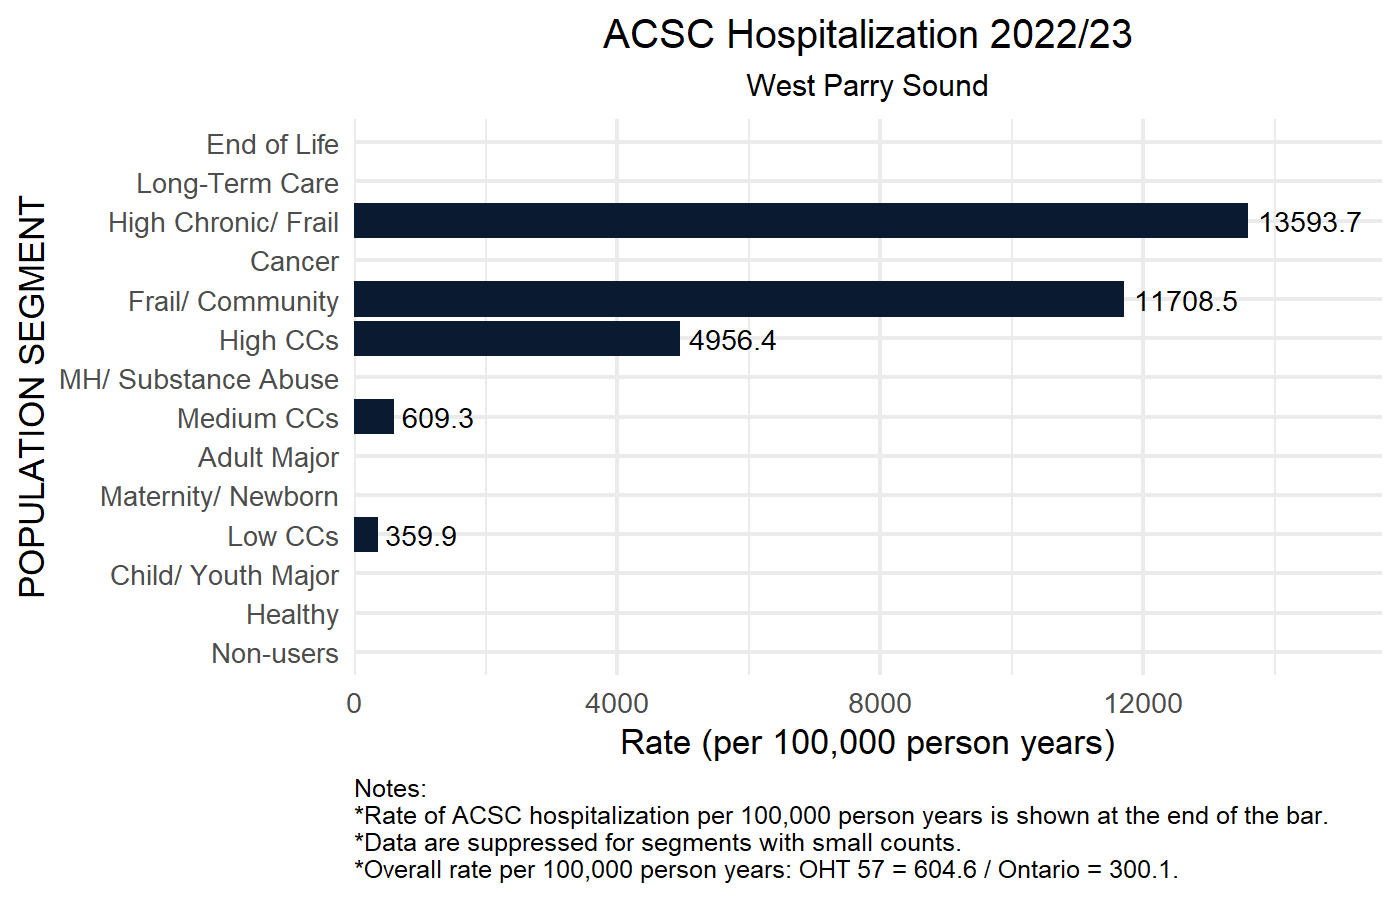 ACSC Hospitalization 2022/23
West Parry Sound
POPULATION SEGMENT
End of Life
Long-Term Care
High Chronic/ Frail 13593.7
Cancer
Frail/ Community 11708.5
High CCs 4956.4
MH/ Substance Abuse
Medium CCs 609.3
Adult Major
Maternity/ Newborn
Low CCs 359.9
Child/ Youth Major
Healthy
Non-users
0 4000 8000 12000
Rate (per 100,000 person years)
Notes:
*Rate of ACSC hospitalization per 100,000 person years is shown at the end of the bar.
*Data are suppressed for segments with small counts.
*Overall rate per 100,000 person years: OHT 57 = 604.6 / Ontario = 300.1.